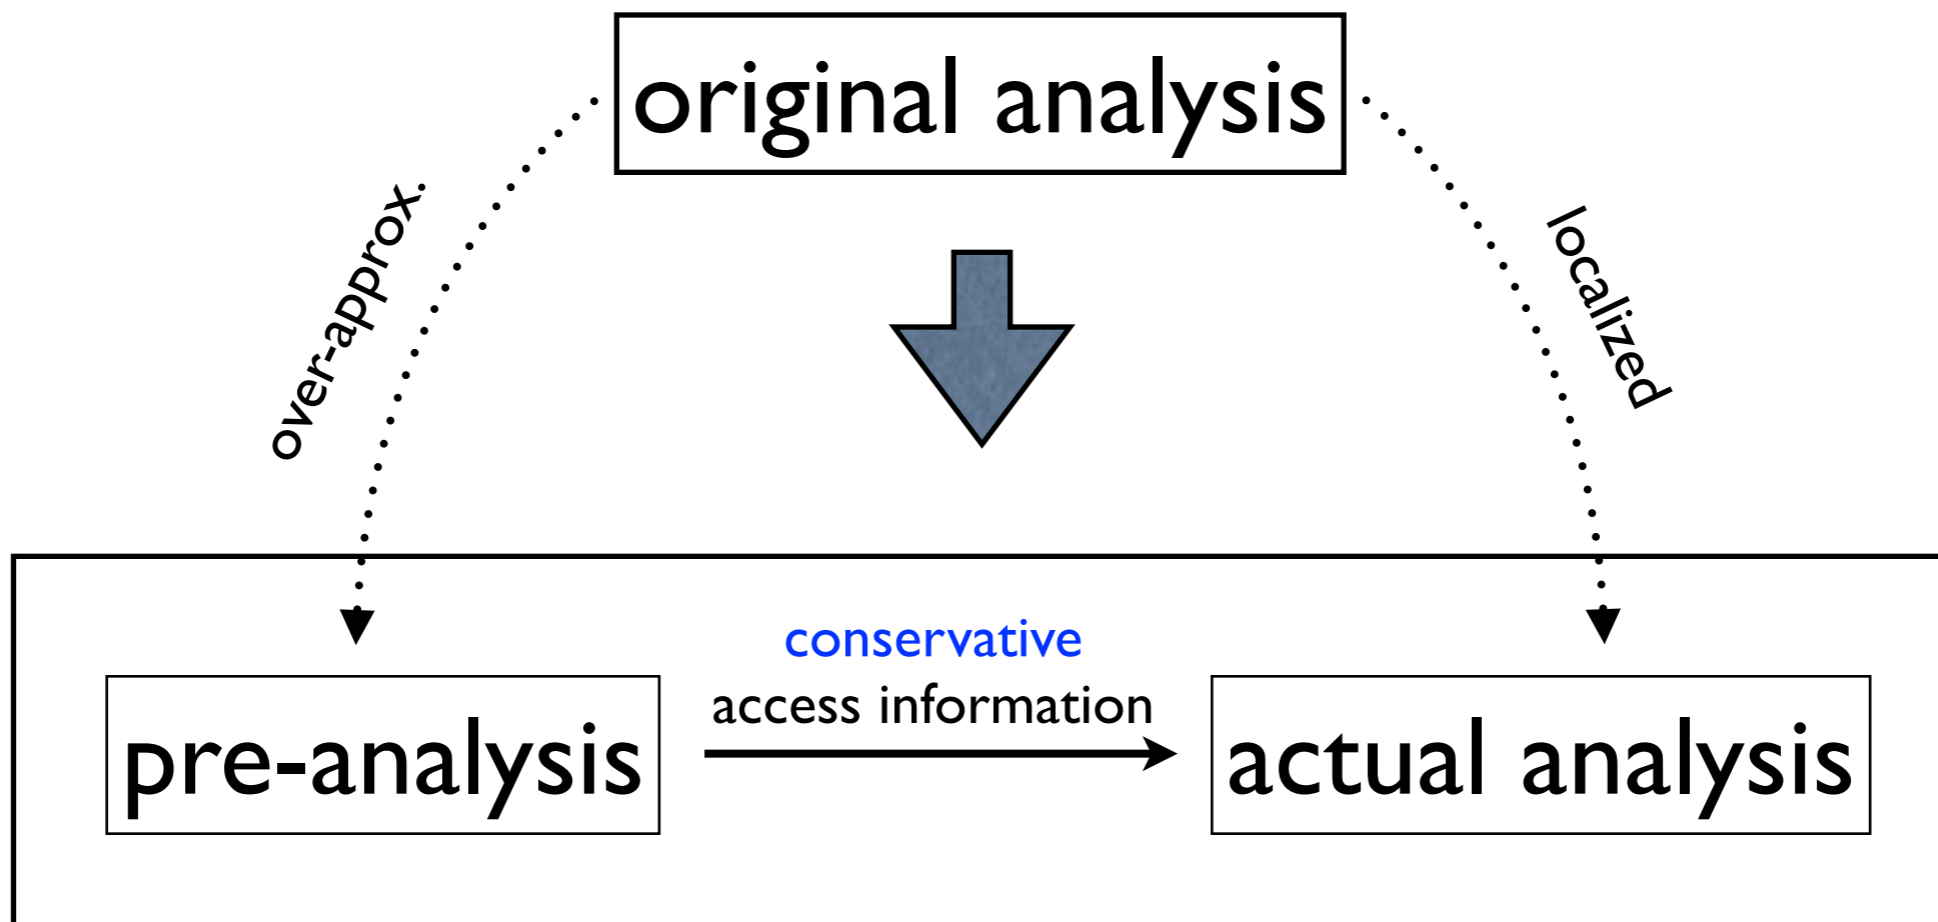 original analysis
over-approx.
localized
conservative
access information
pre-analysis
actual analysis